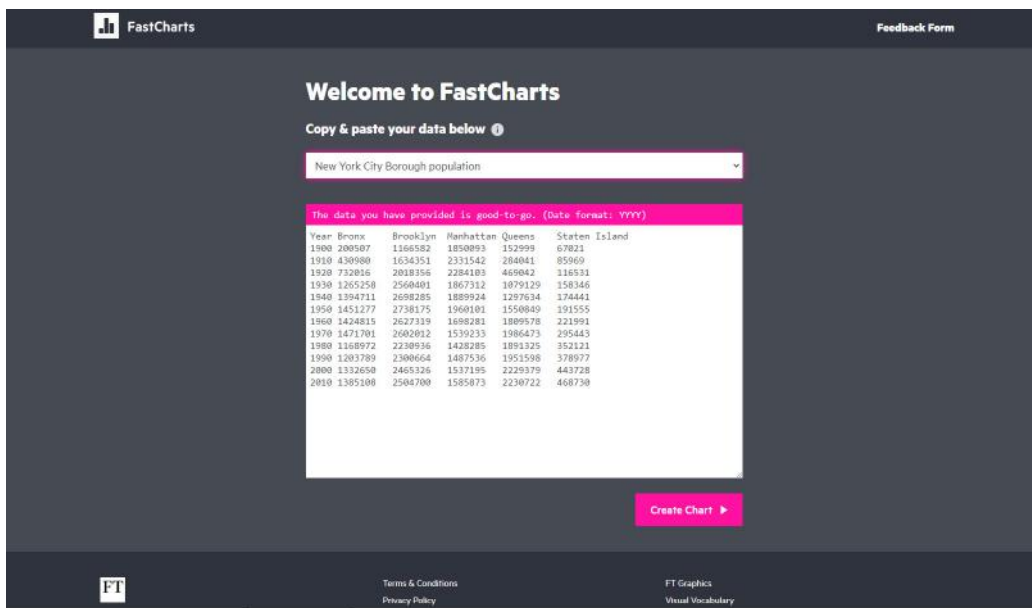 FastCharts
Feedback Form
Welcome to FastCharts
Copy & paste your data below i
New York City Borough population
The data you have provided is good-to-go. (Date format: YYYY)
Year Bronx Brooklyn Manhattan Queens Staten Island
1900 200507 1166582 1850093 152999 67021
1910 430980 1634351 2331542 284041 85969
1920 732016 2018356 2284103 469042 116531
1930 1265258 2560401 1867312 1079129 158346
1940 1394711 2698285 1889924 1297634 174441
1950 1451277 2738175 1960101 1550849 191555
1960 1424815 2627319 1698281 1809578 221991
1970 1471701 2602012 1539233 1986473 295443
1980 1168972 2230936 1428285 1891325 352121
1990 1203789 2300664 1487536 1951598 378977
2000 1332650 2465326 1537195 2229379 443728
2010 1385108 2504700 1585873 2230722 468730
Create Chart
FT
Terms & Conditions
FT Graphics
Privacy Policy
Visual Vocabulary